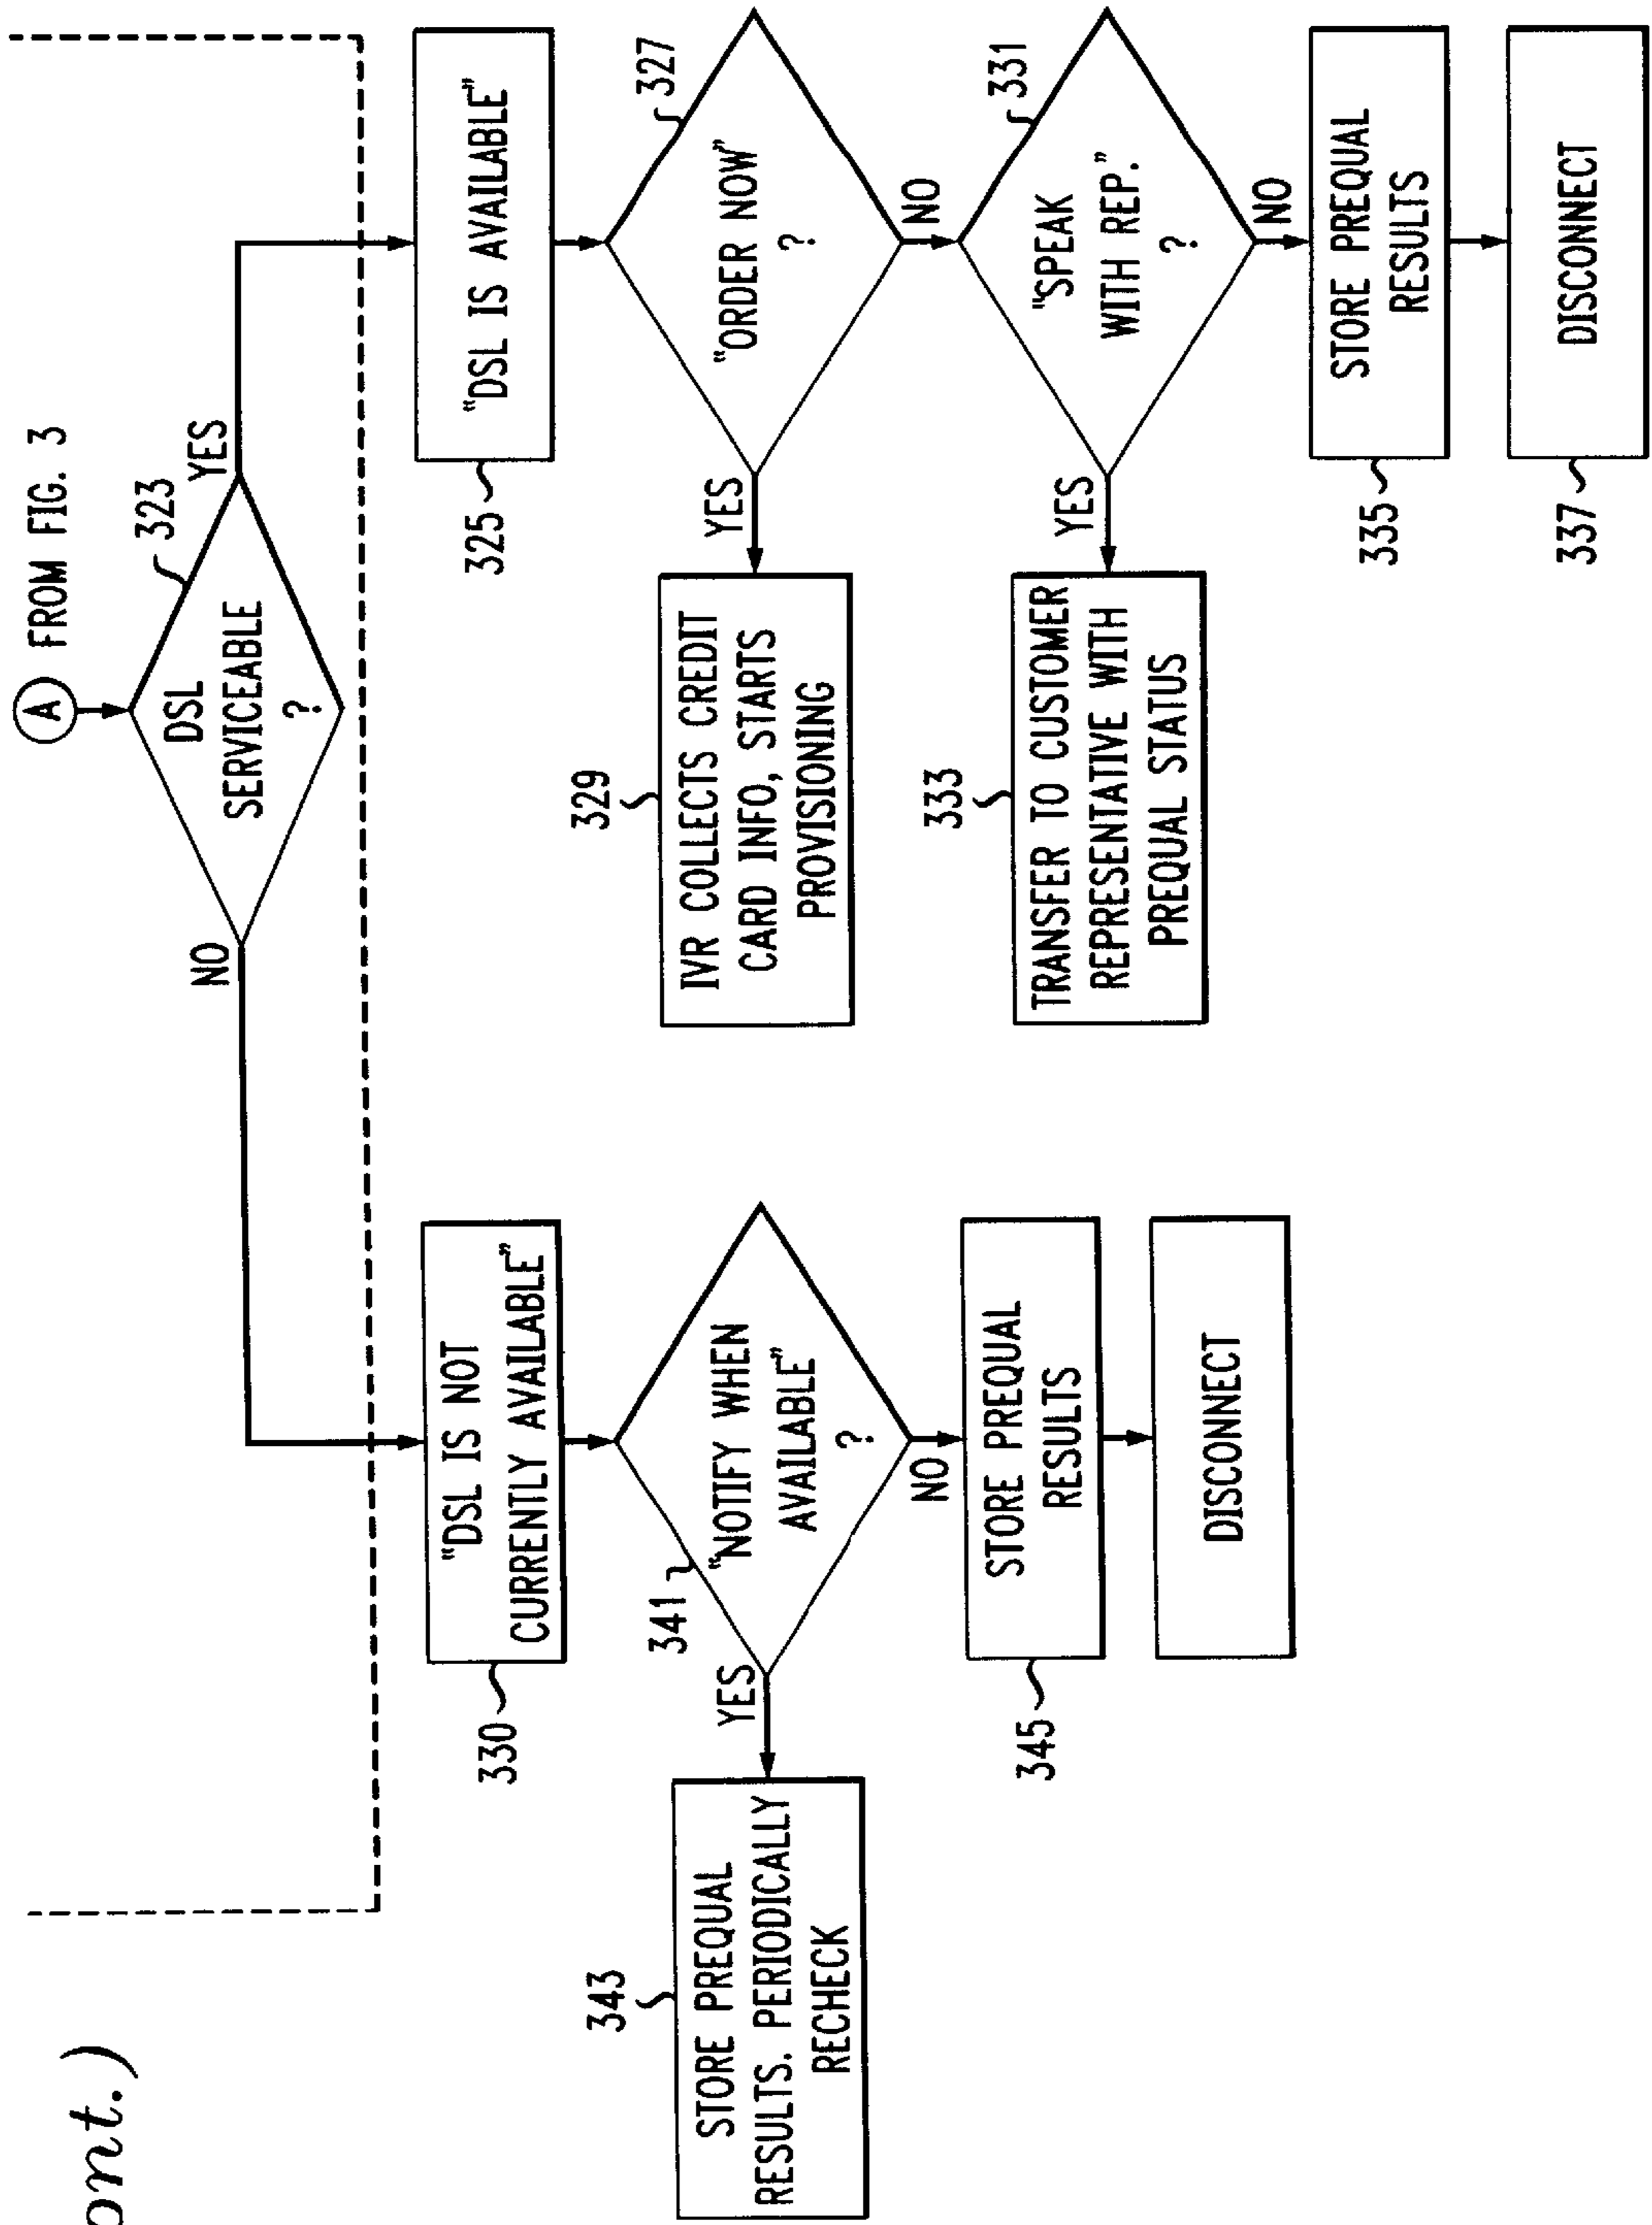 ont.)
A FROM FIG. 3
323
DSL
SERVICEABLE
?
NO
YES
330
"DSL IS NOT
CURRENTLY AVAILABLE"
341
"NOTIFY WHEN
AVAILABLE"
?
YES
NO
343
STORE PREQUAL
RESULTS. PERIODICALLY
RECHECK
345
STORE PREQUAL
RESULTS
DISCONNECT
325
"DSL IS AVAILABLE"
327
"ORDER NOW"
?
YES
NO
329
IVR COLLECTS CREDIT
CARD INFO, STARTS
PROVISIONING
331
"SPEAK
WITH REP."
?
YES
NO
333
TRANSFER TO CUSTOMER
REPRESENTATIVE WITH
PREQUAL STATUS
335
STORE PREQUAL
RESULTS
337
DISCONNECT